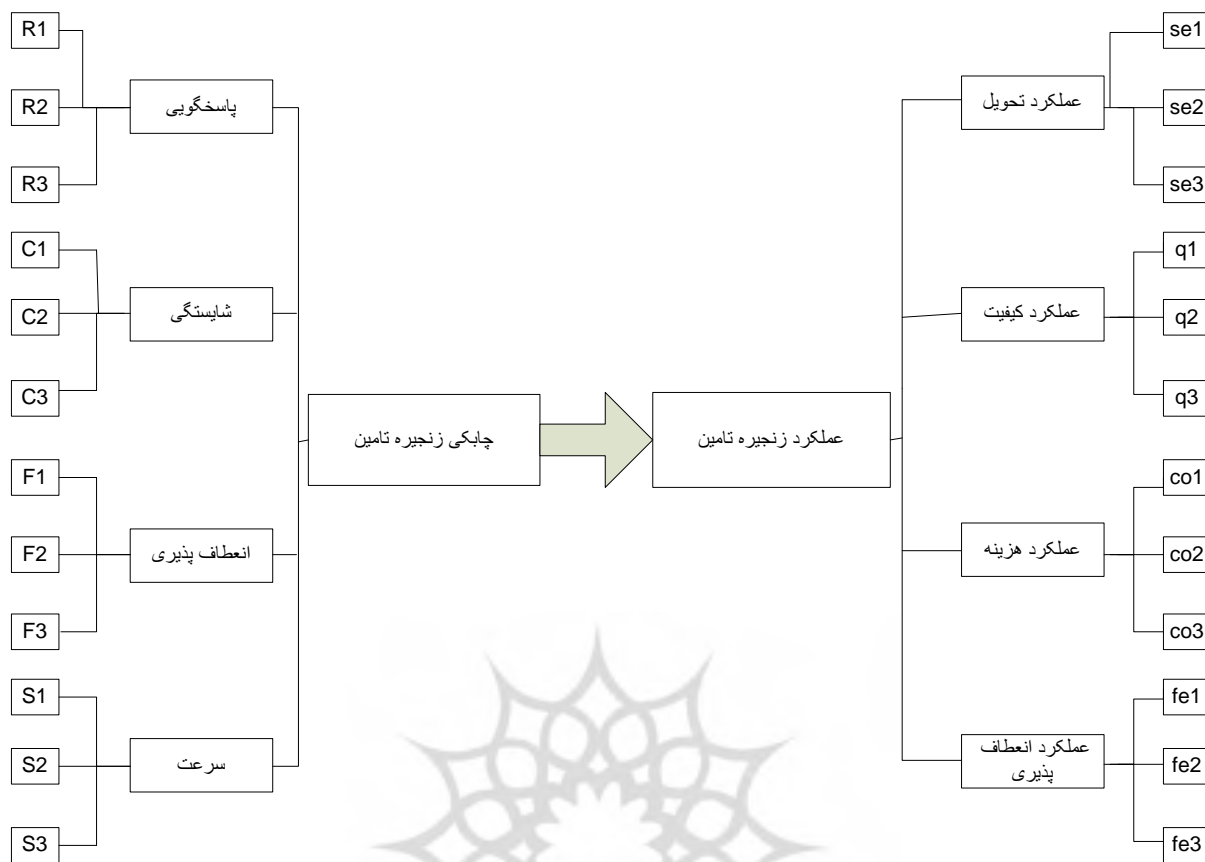 R1
R2
R3
پاسخگویی
C1
C2
C3
شایستگی
F1
F2
F3
انعطاف پذیری
S1
S2
S3
سرعت
چابکی زنجیره تامین
عملکرد زنجیره تامین
عملکرد تحویل
se1
se2
se3
عملکرد کیفیت
q1
q2
q3
عملکرد هزینه
co1
co2
co3
عملکرد انعطاف
پذیری
fe1
fe2
fe3